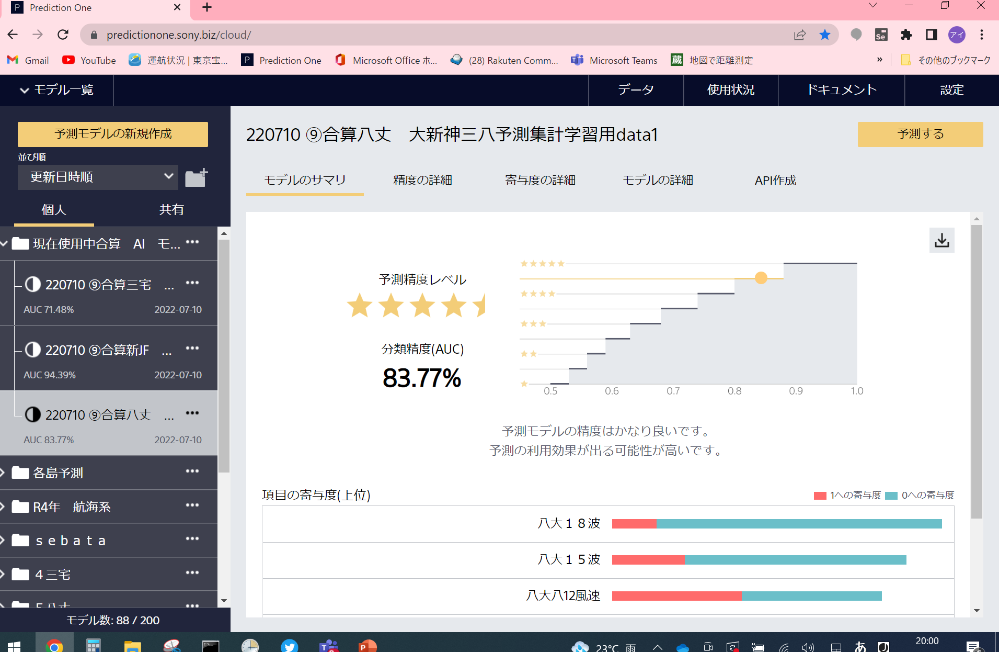 Prediction One
predictionone.sony.biz/cloud/
アイ
Gmail
YouTube
運航状況 | 東京宝...
Prediction One
Microsoft Office ホ...
(28) Rakuten Comm...
Microsoft Teams
蔵 地図で距離測定
»
その他のブックマーク
モデル一覧
データ
使用状況
ドキュメント
設定
予測モデルの新規作成
並び順
更新日時順
個人
共有
現在使用中合算　AI　モ...
220710 ⑨合算三宅　...
AUC 71.48%
2022-07-10
220710 ⑨合算新JF　...
AUC 94.39%
2022-07-10
220710 ⑨合算八丈　...
AUC 83.77%
2022-07-10
各島予測
R4年　航海系
ｓｅｂａｔａ
４三宅
５八丈
モデル数: 88 / 200
220710 ⑨合算八丈　大新神三八予測集計学習用data1
予測する
モデルのサマリ
精度の詳細
寄与度の詳細
モデルの詳細
API作成
予測精度レベル
分類精度(AUC)
83.77%
0.5
0.6
0.7
0.8
0.9
1.0
予測モデルの精度はかなり良いです。
予測の利用効果が出る可能性が高いです。
項目の寄与度(上位)
1への寄与度
0への寄与度
八大１８波
八大１５波
八大八12風速
23°C 雨
あ
20:00